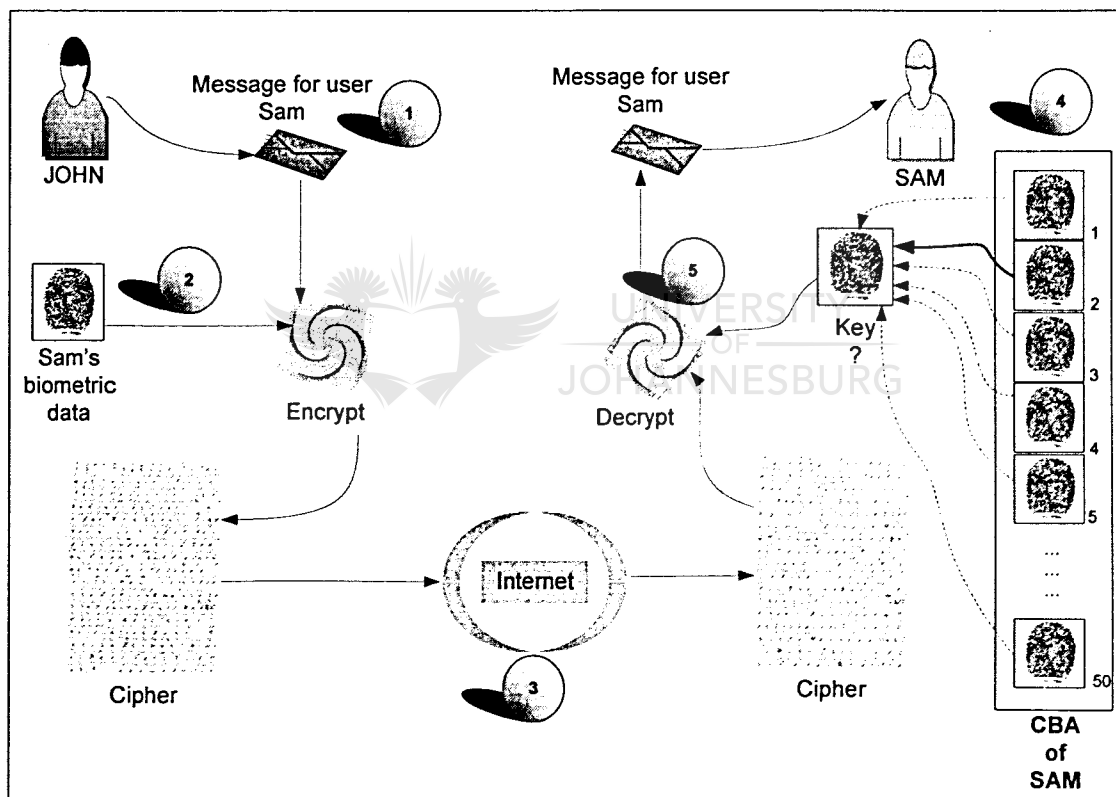 JOHN
Message for user
Sam
1
Message for user
Sam
SAM
4
2
Sam's
biometric
data
Encrypt
5
Decrypt
Key
?
1
2
3
4
5
...
...
...
50
CBA
of
SAM
Cipher
Internet
3
Cipher
UNIVERSITY
OF
JOHANNESBURG